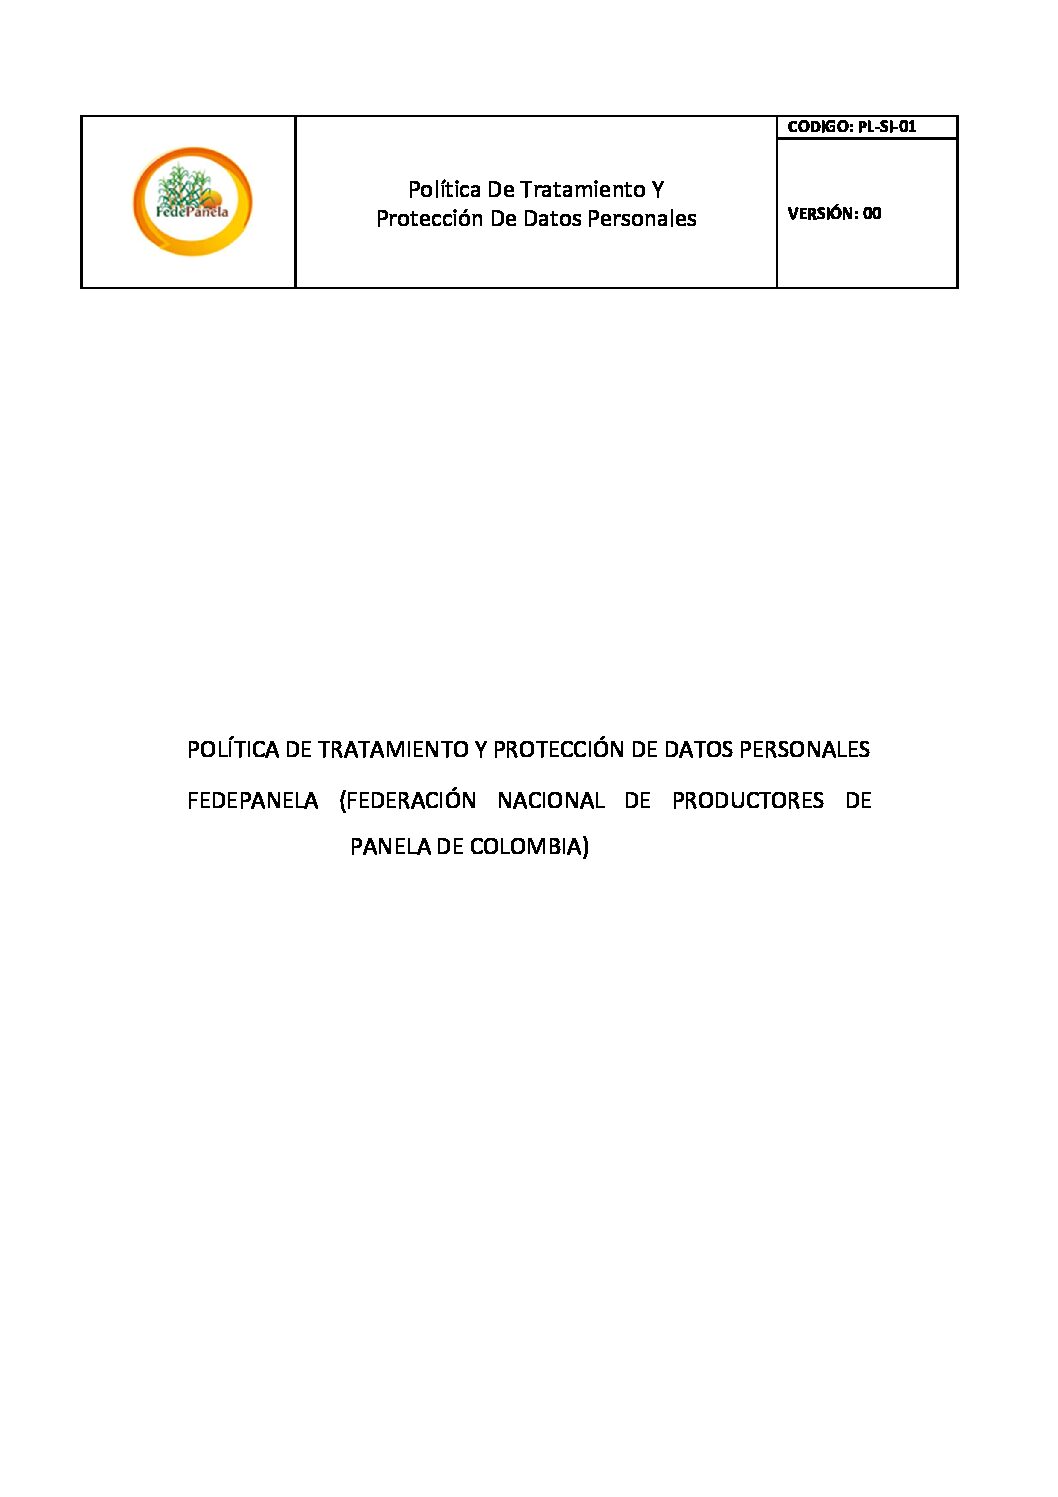 CODIGO: PL-SI-01
FedePanela
Política De Tratamiento Y
Protección De Datos Personales
VERSIÓN: 00
POLÍTICA DE TRATAMIENTO Y PROTECCIÓN DE DATOS PERSONALES
FEDEPANELA (FEDERACIÓN NACIONAL DE PRODUCTORES DE
PANELA DE COLOMBIA)